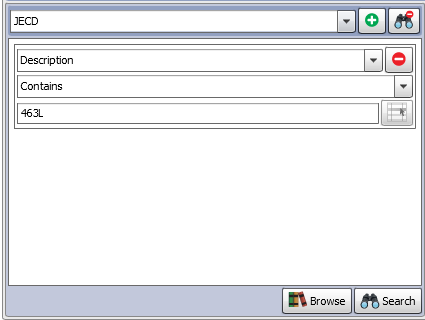 JECD
Description
Contains
463L
Browse Search